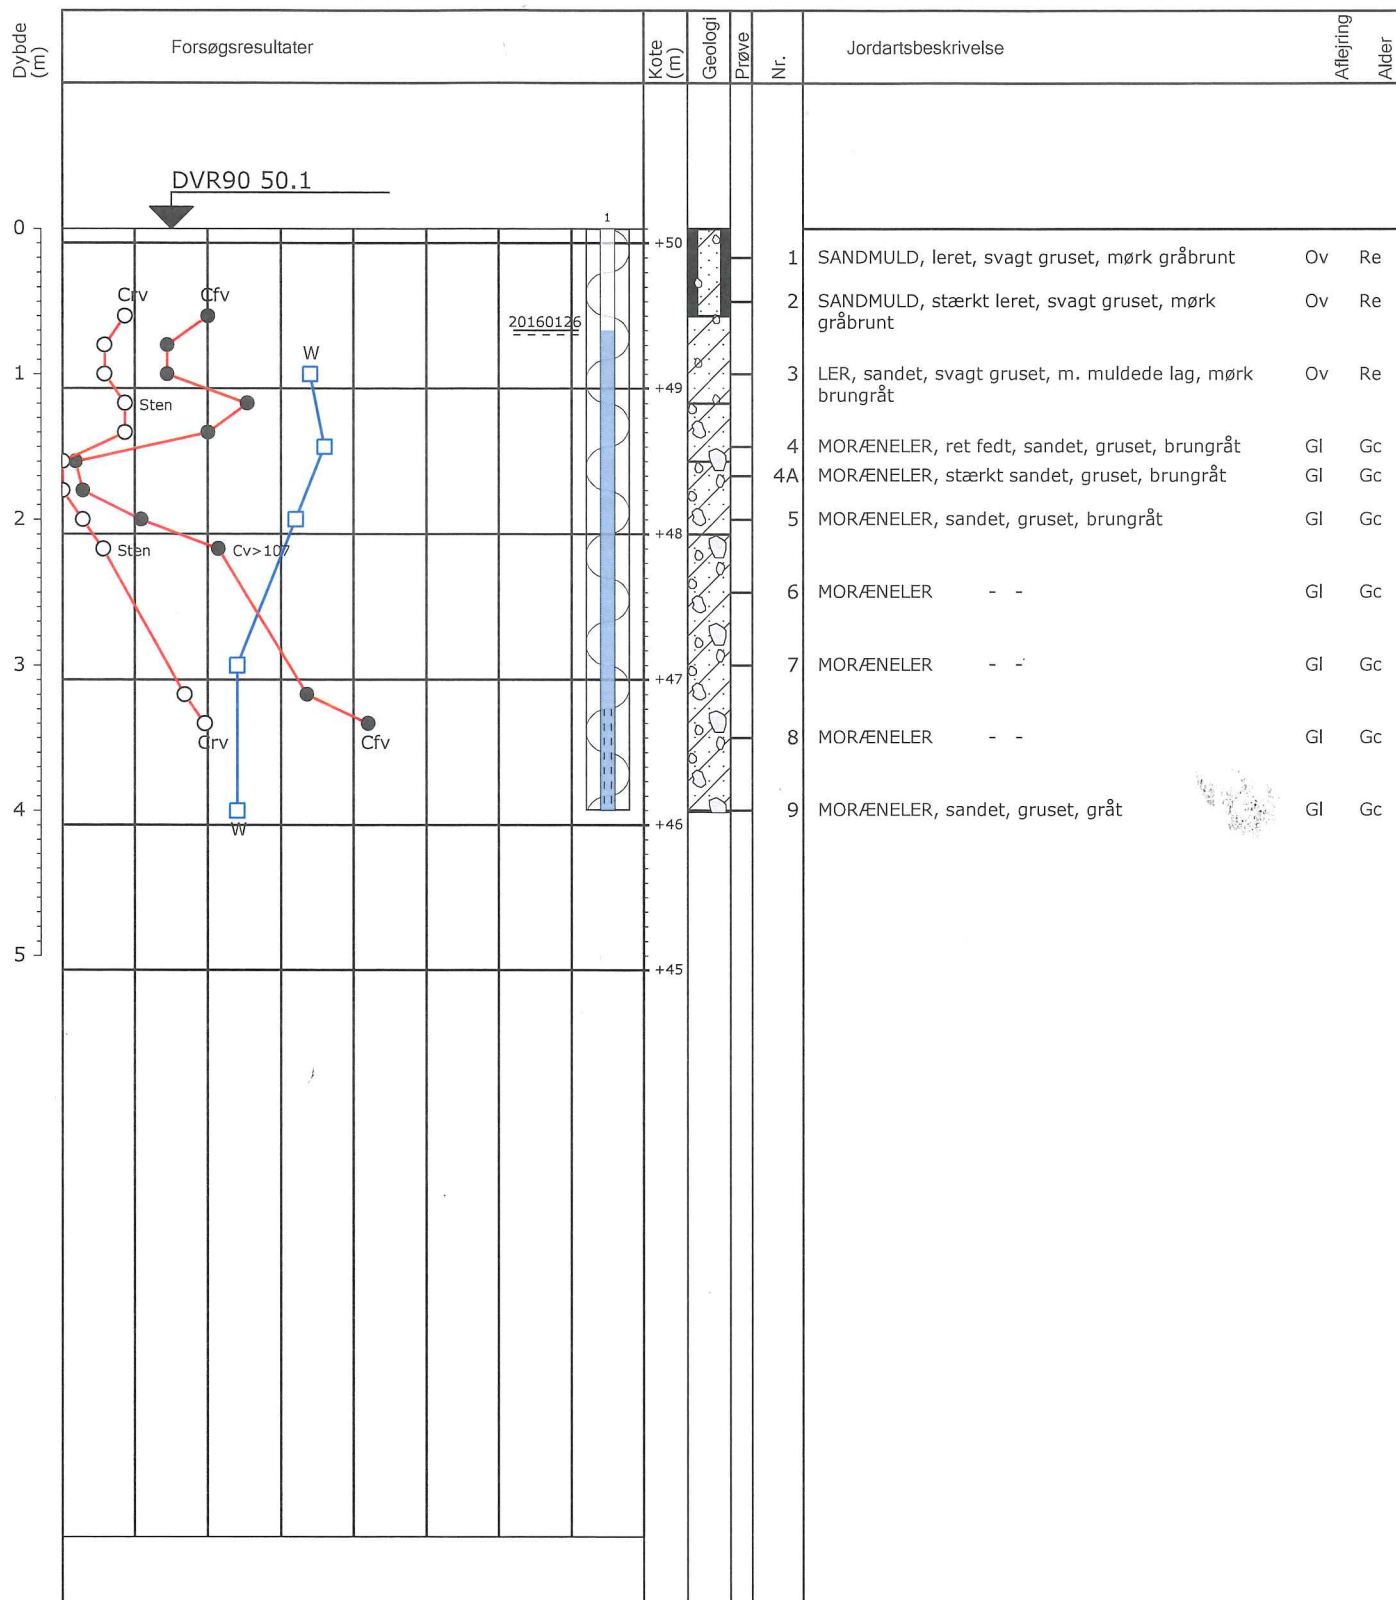 Dybde
(m)
Forsøgsresultater
Kote
(m)
Geologi
Prøve
Nr.
Jordartsbeskrivelse
Aflejring
Alder
DVR90 50.1
0
1
+50
1 SANDMULD, leret, svagt gruset, mørk gråbrunt Ov Re
Crv Cfv
2 SANDMULD, stærkt leret, svagt gruset, mørk Ov Re
gråbrunt
20160126
W
1
+49
3 LER, sandet, svagt gruset, m. muldede lag, mørk Ov Re
brungråt
Sten
4 MORÆNELER, ret fedt, sandet, gruset, brungråt Gl Gc
4A MORÆNELER, stærkt sandet, gruset, brungråt Gl Gc
2
5 MORÆNELER, sandet, gruset, brungråt Gl Gc
+48
Sten Cv>107
6 MORÆNELER - - Gl Gc
3
7 MORÆNELER - - Gl Gc
+47
Crv Cfv
8 MORÆNELER - - Gl Gc
4
9 MORÆNELER, sandet, gruset, gråt Gl Gc
W
+46
5
+45